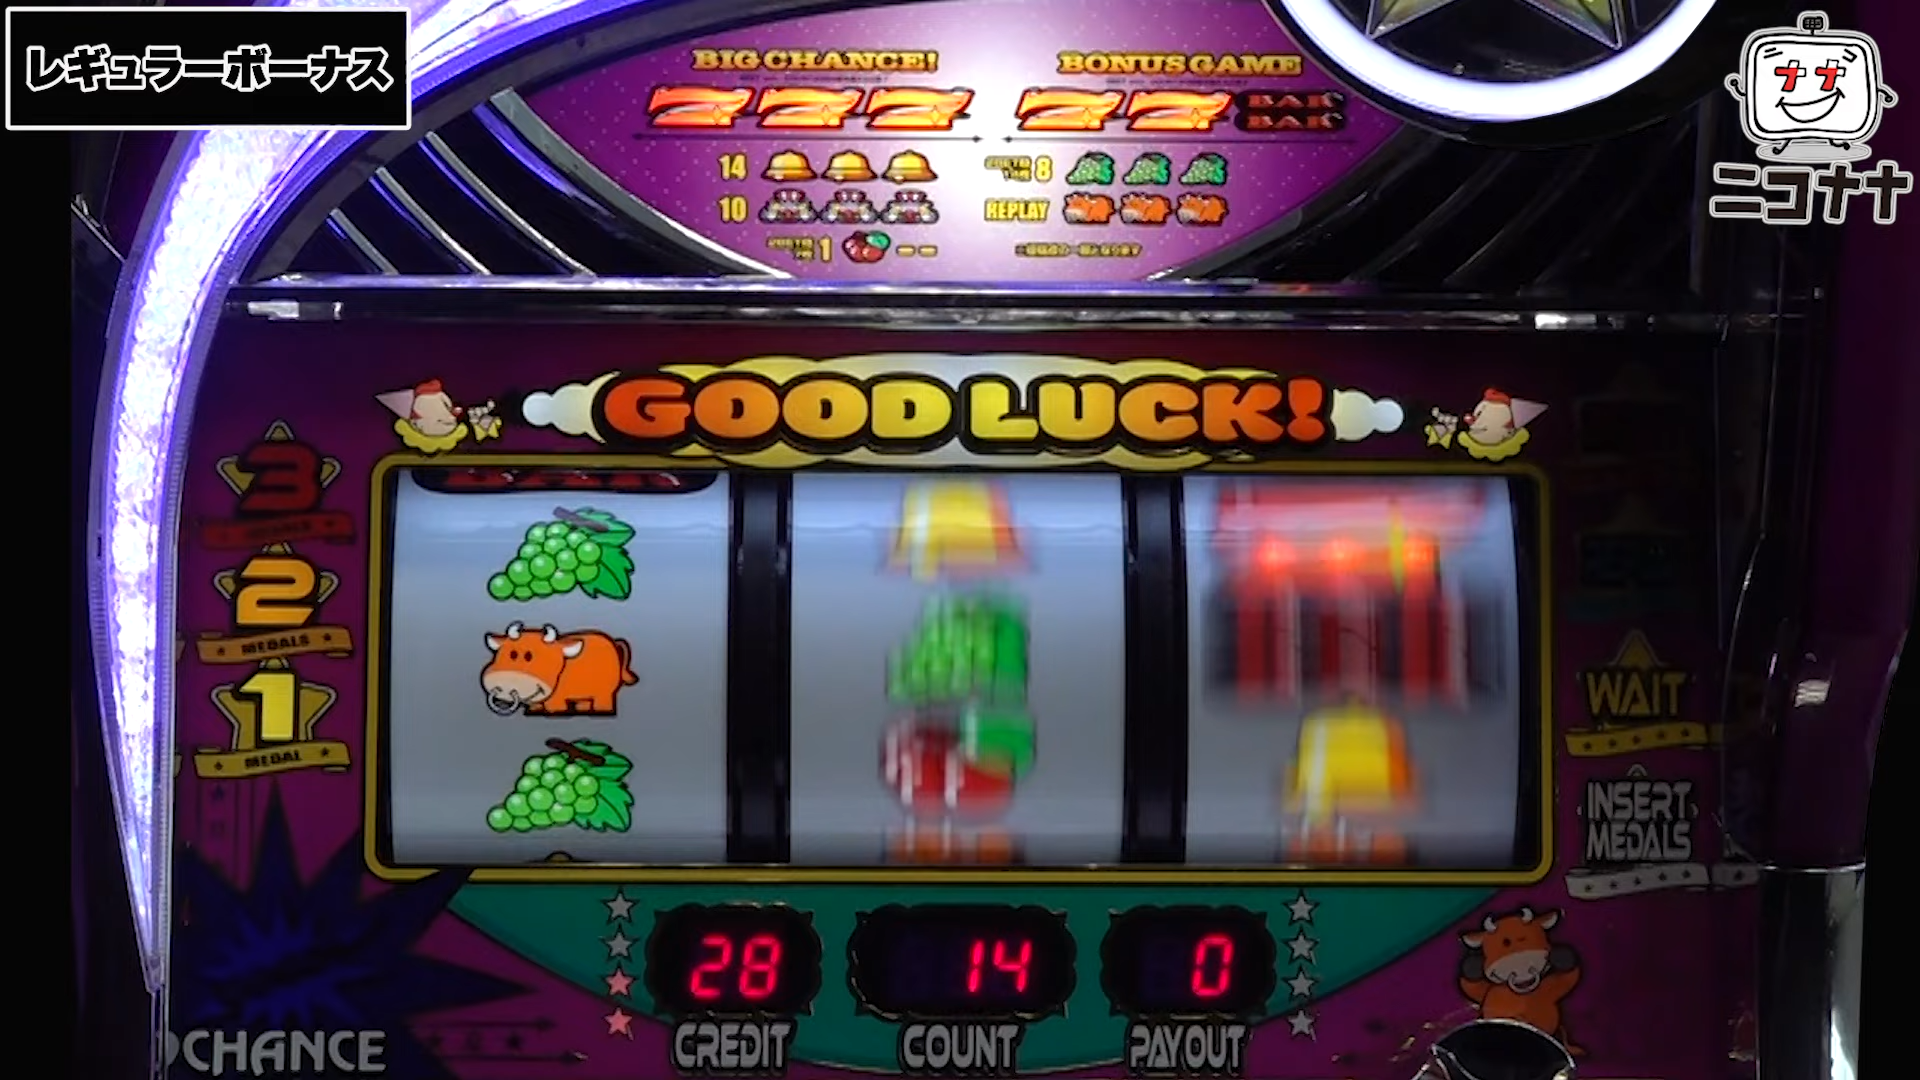 レギュラーボーナス
BIG CHANCE!
BONUS GAME
777
77
BAR
BAR
14
8
10
REPLAY
1
ナナ
ニコナナ
GOOD LUCK!
3
2
MEDALS
1
MEDAL
BAR
WAIT
INSERT
MEDALS
28
14
0
CREDIT
COUNT
PAYOUT
CHANCE